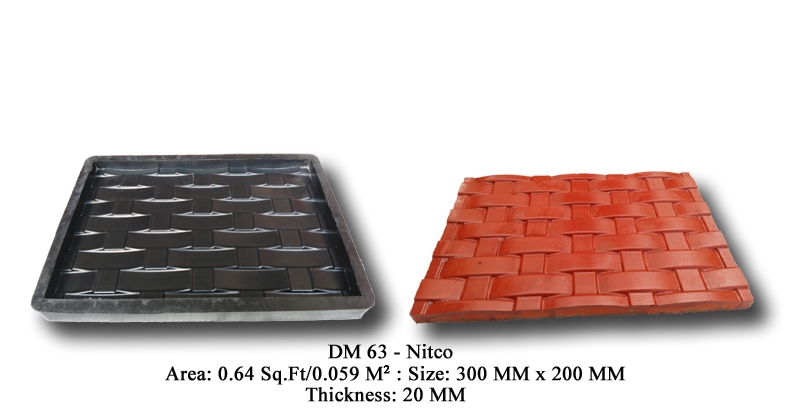 DM 63 - Nitco
Area: 0.64 Sq.Ft/0.059 M² : Size: 300 MM x 200 MM
Thickness: 20 MM